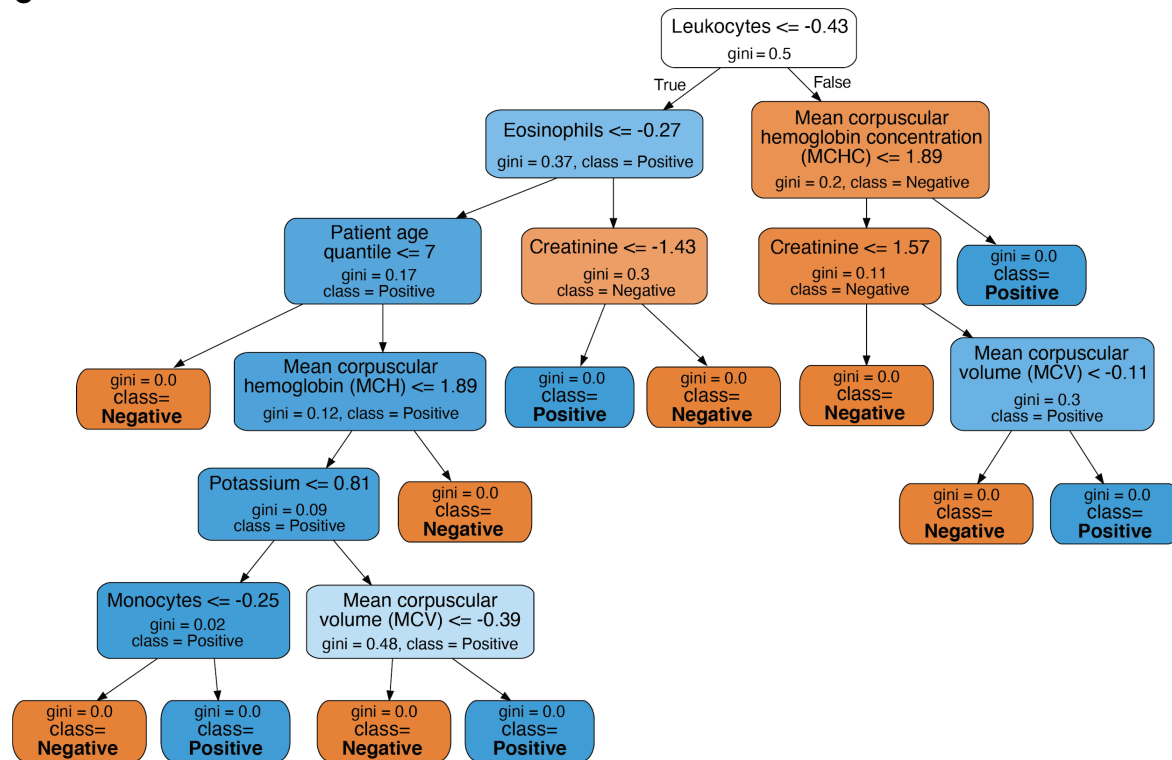 Leukocytes <= -0.43
gini = 0.5
True
False
Eosinophils <= -0.27
gini = 0.37, class = Positive
Mean corpuscular
hemoglobin concentration
(MCHC) <= 1.89
gini = 0.2, class = Negative
Patient age
quantile <= 7
gini = 0.17
class = Positive
Creatinine <= -1.43
gini = 0.3
class = Negative
Creatinine <= 1.57
gini = 0.11
class = Negative
gini = 0.0
class=
Positive
gini = 0.0
class=
Negative
Mean corpuscular
hemoglobin (MCH) <= 1.89
gini = 0.12, class = Positive
gini = 0.0
class=
Positive
gini = 0.0
class=
Negative
gini = 0.0
class=
Negative
Mean corpuscular
volume (MCV) < -0.11
gini = 0.3
class = Positive
Potassium <= 0.81
gini = 0.09
class = Positive
gini = 0.0
class=
Negative
gini = 0.0
class=
Negative
gini = 0.0
class=
Positive
Monocytes <= -0.25
gini = 0.02
class = Positive
Mean corpuscular
volume (MCV) <= -0.39
gini = 0.48, class = Positive
gini = 0.0
class=
Negative
gini = 0.0
class=
Positive
gini = 0.0
class=
Negative
gini = 0.0
class=
Positive